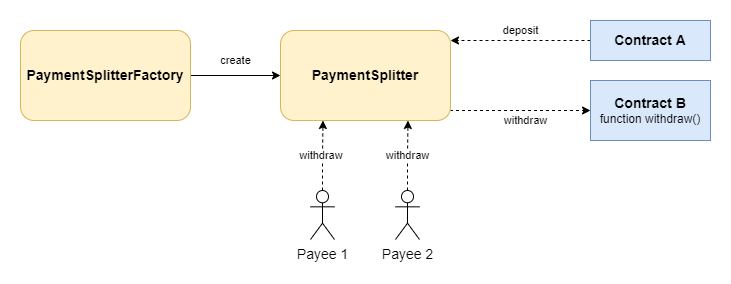 deposit
Contract A
PaymentSplitterFactory
create
PaymentSplitter
Contract B
function withdraw()
withdraw
withdraw
withdraw
Payee 1
Payee 2